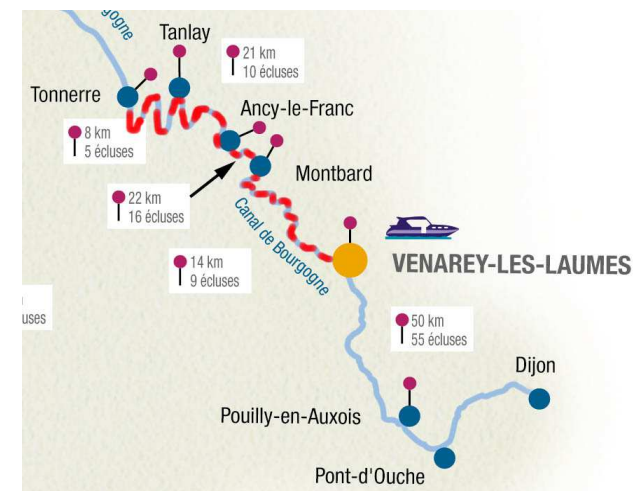 ogogne
Tanlay
21 km
10 écluses
Tonnerre
Ancy-le-Franc
8 km
5 écluses
Montbard
22 km
16 écluses
Canal de Bourgogne
14 km
9 écluses
VENAREY-LES-LAUMES
uses
50 km
55 écluses
Dijon
Pouilly-en-Auxois
Pont-d'Ouche